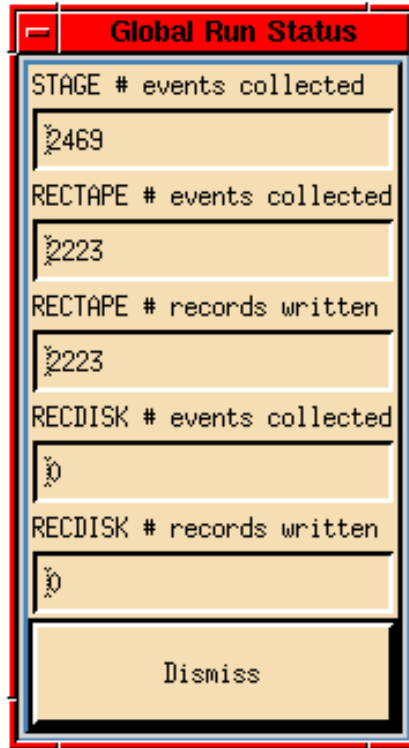 Global Run Status
STAGE # events collected
2469
RECTAPE # events collected
2223
RECTAPE # records written
2223
RECDISK # events collected
0
RECDISK # records written
0
Dismiss